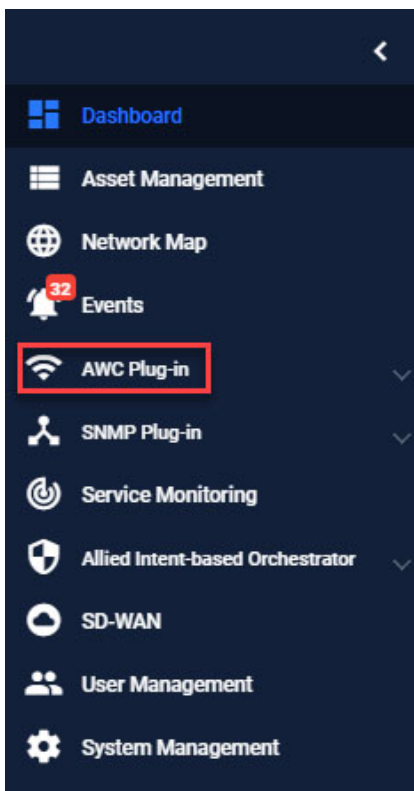 Dashboard
Asset Management
Network Map
32
Events
AWC Plug-in
SNMP Plug-in
Service Monitoring
Allied Intent-based Orchestrator
SD-WAN
User Management
System Management